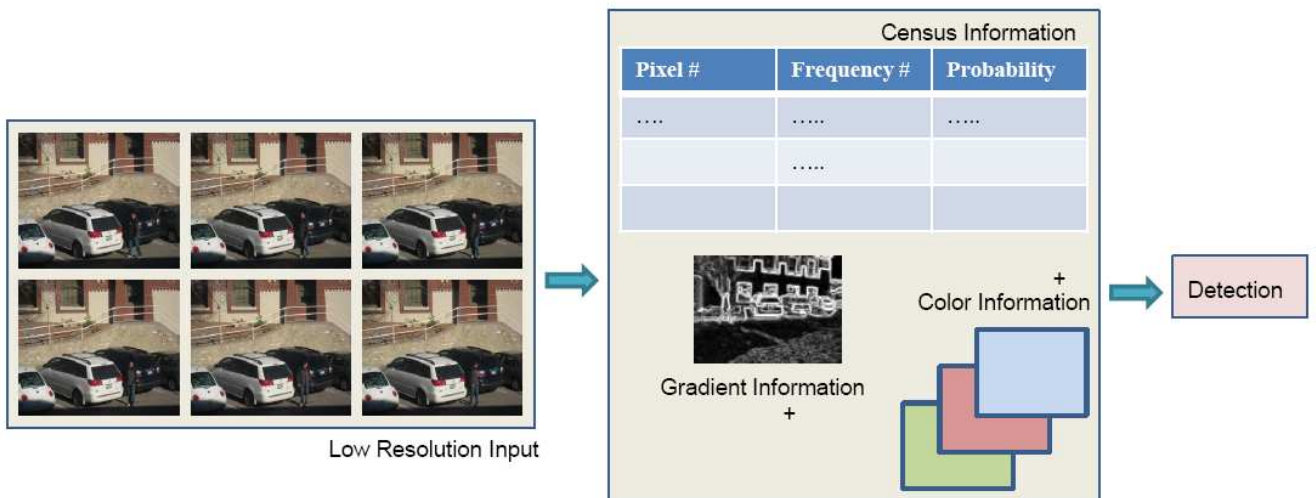 Census Information
Pixel # Frequency # Probability
…. ….. …..
…..
+
Color Information
Detection
Gradient Information
+
Low Resolution Input